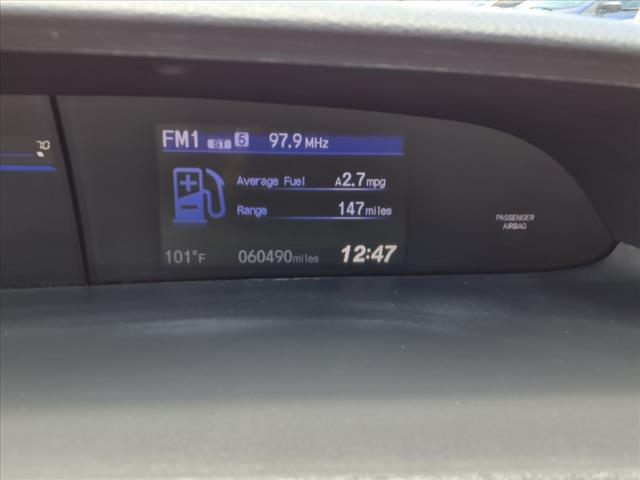 FM1 ST 5 97.9 MHz
70
Average Fuel A2.7 mpg
Range 147 miles
PASSENGER
AIRBAG
101°F 060490 miles 12:47